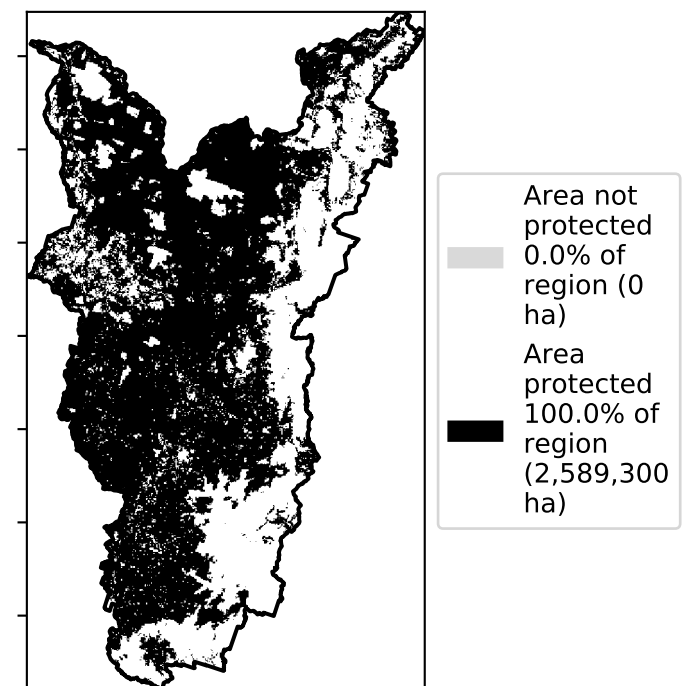 Area not
protected
0.0% of
region (0
ha)
Area
protected
100.0% of
region
(2,589,300
ha)